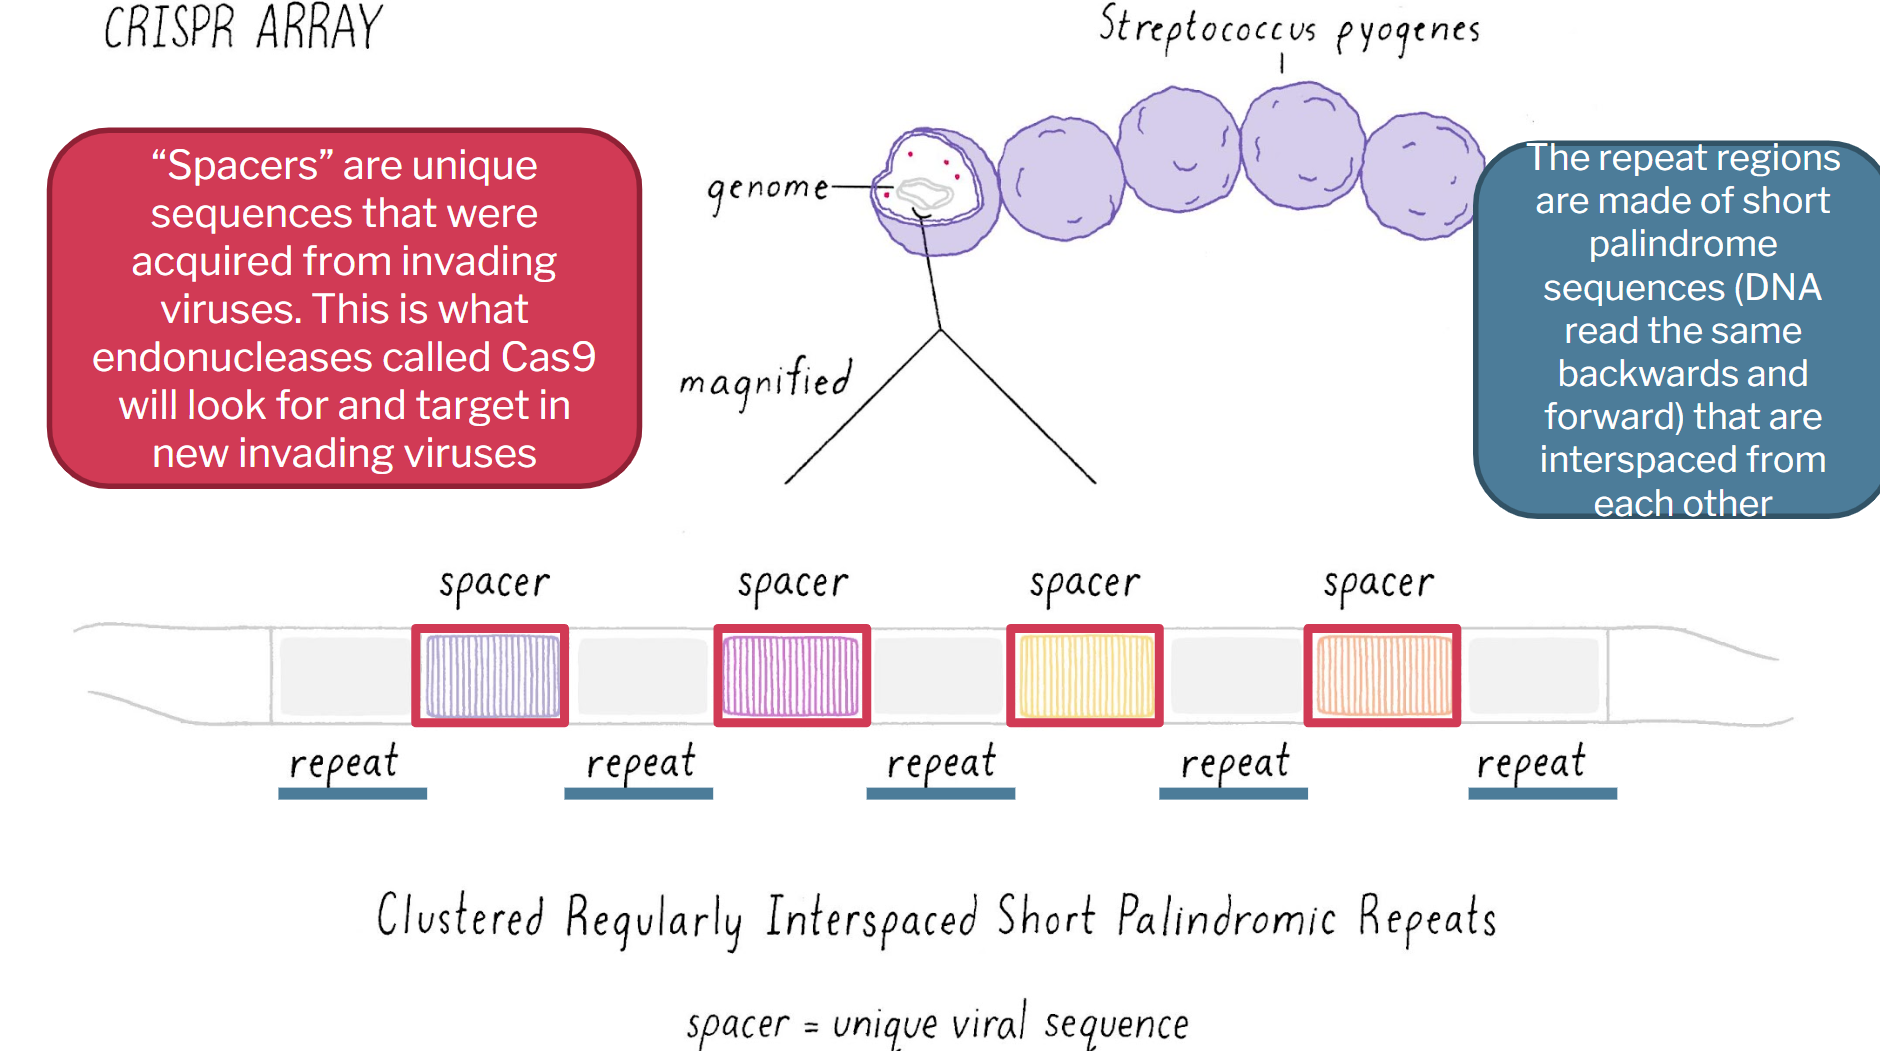 CRISPR ARRAY
Streptococcus pyogenes
“Spacers” are unique
sequences that were
acquired from invading
viruses. This is what
endonucleases called Cas9
will look for and target in
new invading viruses
genome
magnified
The repeat regions
are made of short
palindrome
sequences (DNA
read the same
backwards and
forward) that are
interspaced from
each other
spacer spacer spacer spacer
repeat repeat repeat repeat repeat
Clustered Regularly Interspaced Short Palindromic Repeats
spacer = unique viral sequence